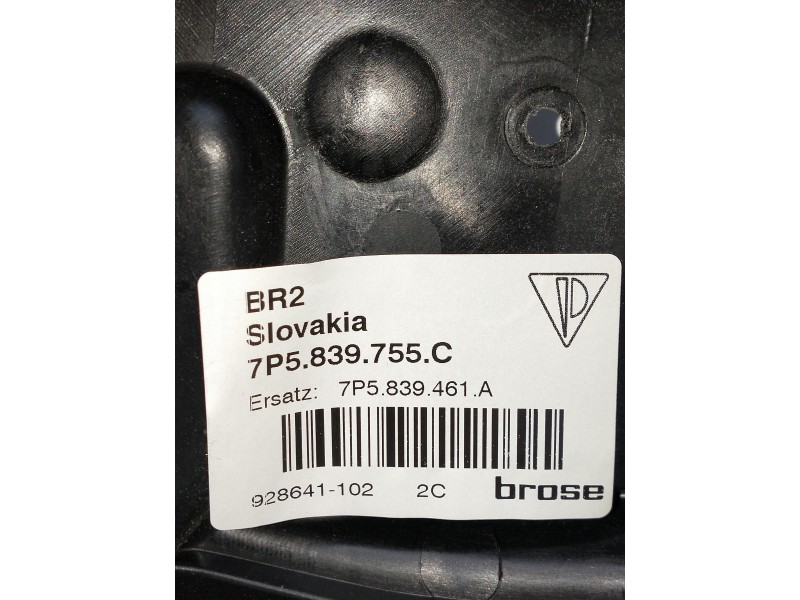 BR2
Slovakia
7P5.839.755.C
Ersatz: 7P5.839.461.A
928641-102 2C brose